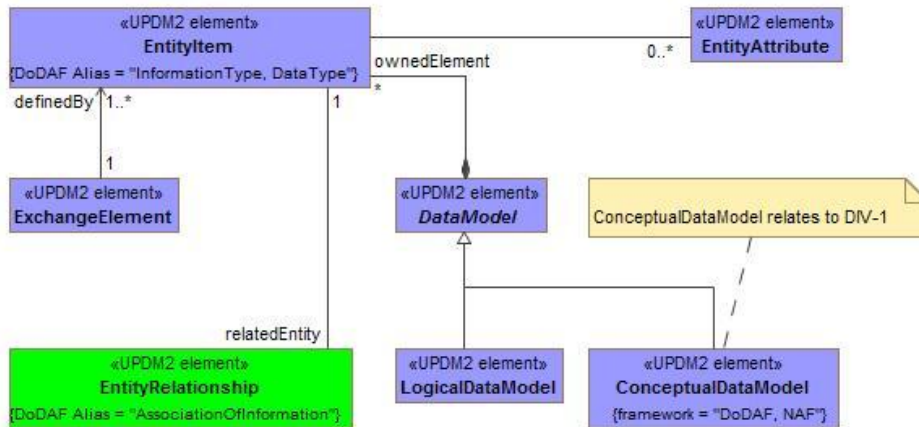 «UPDM2 element»
EntityItem
{DoDAF Alias = "InformationType, DataType"}
«UPDM2 element»
EntityAttribute
0..*
ownedElement
*
definedBy
1..*
1
1
«UPDM2 element»
ExchangeElement
«UPDM2 element»
DataModel
ConceptualDataModel relates to DIV-1
relatedEntity
«UPDM2 element»
EntityRelationship
{DoDAF Alias = "AssociationOfInformation"}
«UPDM2 element»
LogicalDataModel
«UPDM2 element»
ConceptualDataModel
{framework = "DoDAF, NAF"}